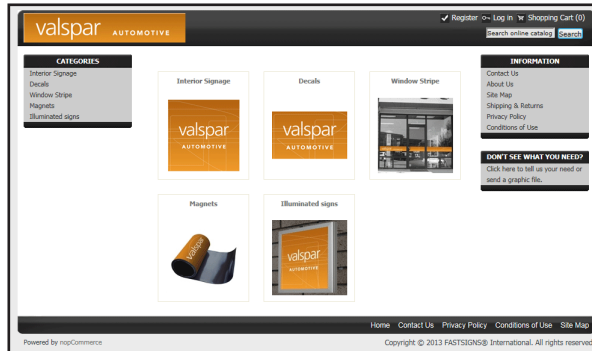 valspar AUTOMOTIVE
Register Log in Shopping Cart (0)
Search online catalog Search
CATEGORIES
Interior Signage
Decals
Window Stripe
Magnets
Illuminated signs
Interior Signage
valspar
AUTOMOTIVE
Decals
valspar
AUTOMOTIVE
Window Stripe
Magnets
valspar
Illuminated signs
valspar
AUTOMOTIVE
INFORMATION
Contact Us
About Us
Site Map
Shipping & Returns
Privacy Policy
Conditions of Use
DON'T SEE WHAT YOU NEED?
Click here to tell us your need or
send a graphic file.
Home Contact Us Privacy Policy Conditions of Use Site Map
Powered by nopCommerce
Copyright © 2013 FASTSIGNS® International. All rights reserved